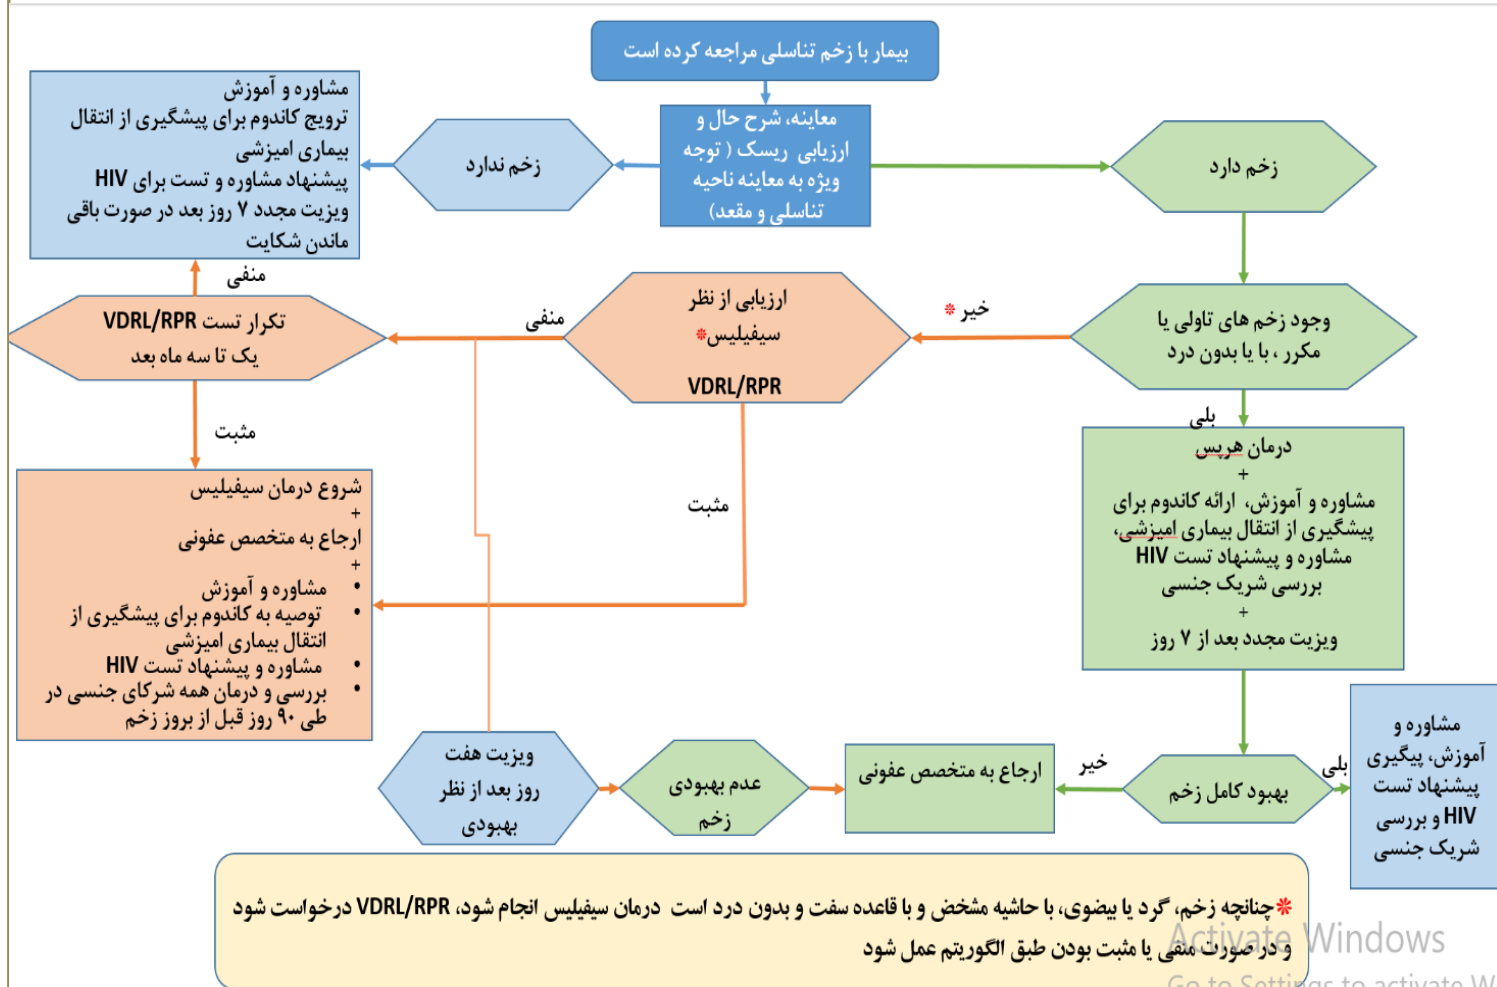 بیمار با زخم تناسلی مراجعه کرده است
معاینه، شرح حال و
ارزیابی ریسک ( توجه
ویژه به معاینه ناحیه
تناسلی و مقعد)
زخم دارد
زخم ندارد
مشاوره و آموزش
ترویج کاندوم برای پیشگیری از انتقال
بیماری امیزشی
پیشنهاد مشاوره و تست برای HIV
ویزیت مجدد ۷ روز بعد در صورت باقی
ماندن شکایت
وجود زخم های تاولی یا
مکرر ، با یا بدون درد
خیر *
ارزیابی از نظر
سیفیلیس*
VDRL/RPR
منفی
تکرار تست VDRL/RPR
یک تا سه ماه بعد
منفی
مثبت
مثبت
شروع درمان سیفیلیس
+
ارجاع به متخصص عفونی
+
• مشاوره و آموزش
• توصیه به کاندوم برای پیشگیری از
انتقال بیماری امیزشی
• مشاوره و پیشنهاد تست HIV
• بررسی و درمان همه شرکای جنسی در
طی ۹۰ روز قبل از بروز زخم
بلی
درمان هرپس
+
مشاوره و آموزش، ارائه کاندوم برای
پیشگیری از انتقال بیماری امیزشی،
مشاوره و پیشنهاد تست HIV
بررسی شریک جنسی
+
ویزیت مجدد بعد از ۷ روز
بهبود کامل زخم
بلی
مشاوره و
آموزش، پیگیری
پیشنهاد تست
HIV و بررسی
شریک جنسی
خیر
ارجاع به متخصص عفونی
عدم بهبودی
زخم
ویزیت هفت
روز بعد از نظر
بهبودی
*چنانچه زخم، گرد یا بیضوی، با حاشیه مشخص و با قاعده سفت و بدون درد است درمان سیفیلیس انجام شود، VDRL/RPR درخواست شود
و در صورت منفی یا مثبت بودن طبق الگوریتم عمل شود
Activate Windows
Go to Settings to activate W